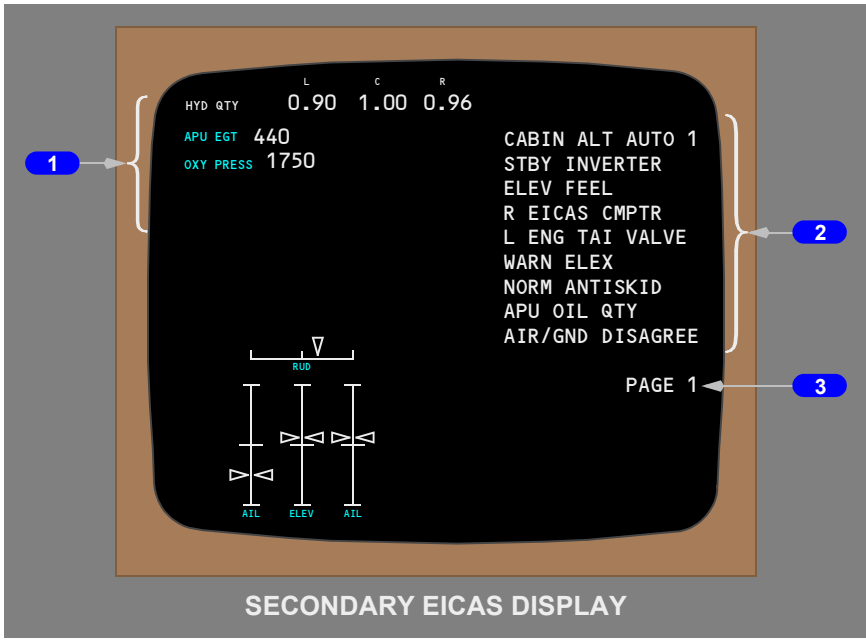 L C R
HYD QTY 0.90 1.00 0.96
APU EGT 440
OXY PRESS 1750
1
CABIN ALT AUTO 1
STBY INVERTER
ELEV FEEL
R EICAS CMPTR
L ENG TAI VALVE
WARN ELEX
NORM ANTISKID
APU OIL QTY
AIR/GND DISAGREE
2
PAGE 1
3
RUD
AIL ELEV AIL
SECONDARY EICAS DISPLAY